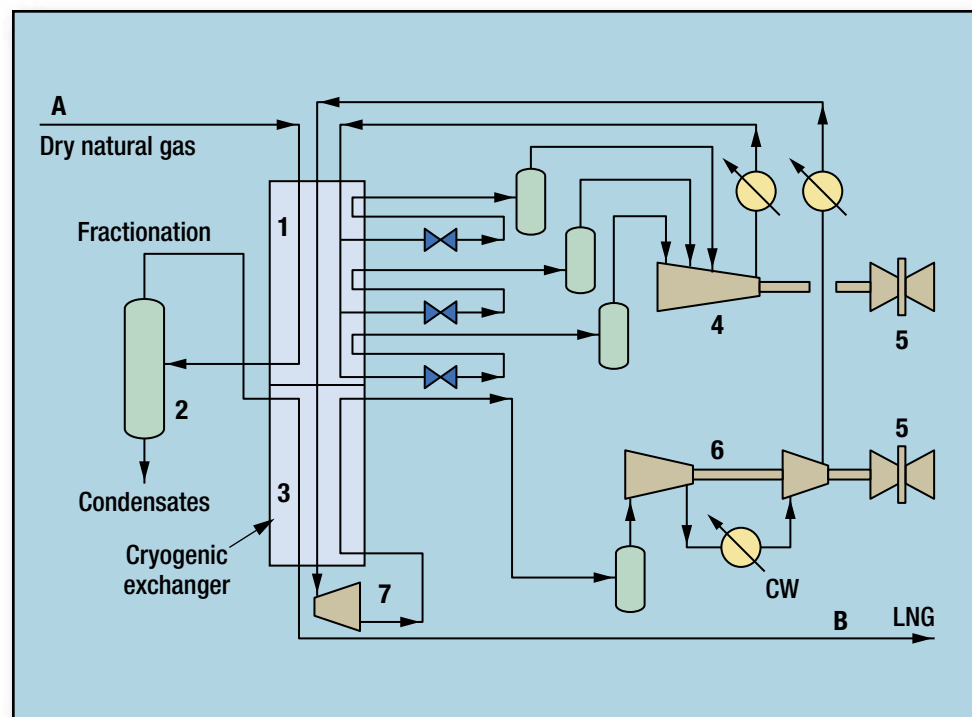 A
Dry natural gas
1
Fractionation
4
5
2
6
5
Condensates
3
Cryogenic
exchanger
7
CW
B
LNG